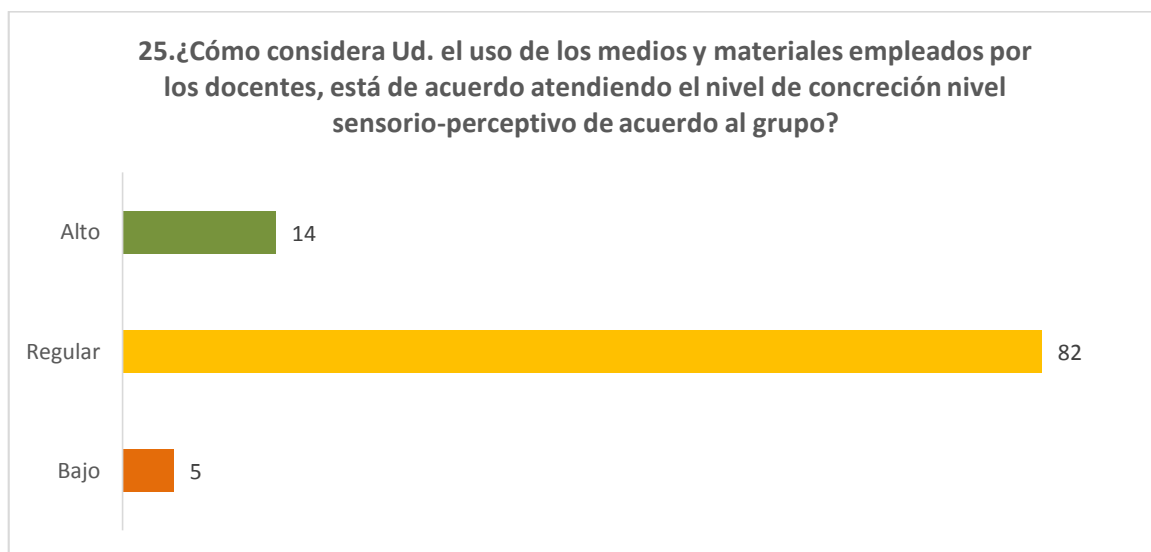 25.¿Cómo considera Ud. el uso de los medios y materiales empleados por
los docentes, está de acuerdo atendiendo el nivel de concreción nivel
sensorio-perceptivo de acuerdo al grupo?
Alto 14
Regular 82
Bajo 5